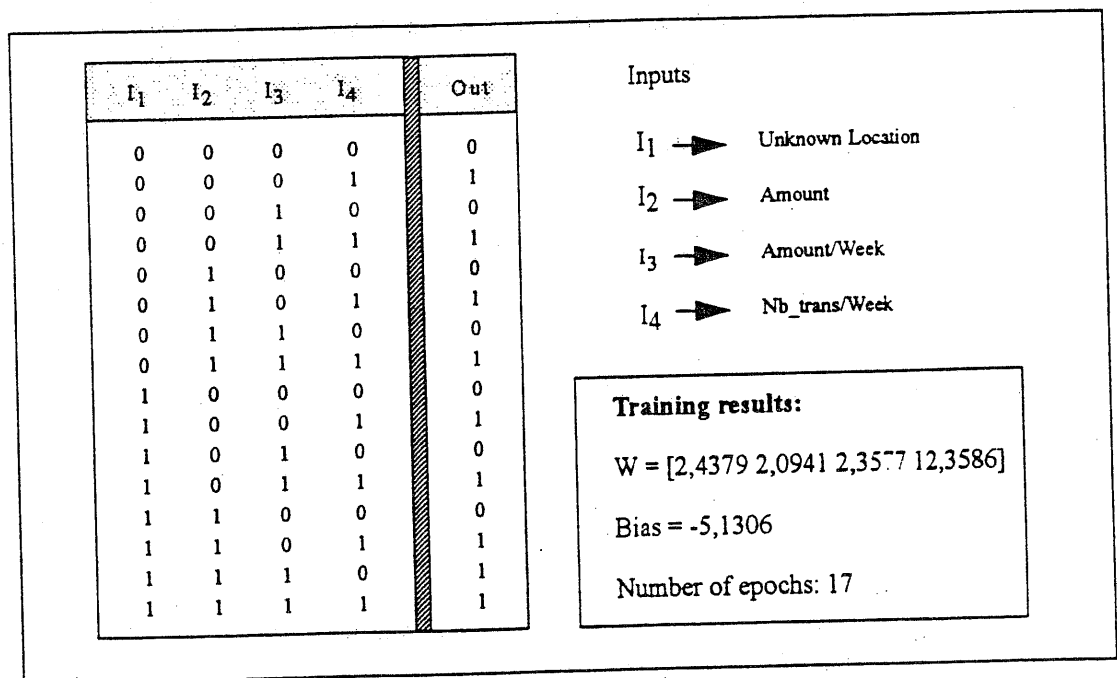 I1 I2 I3 I4 Out
0 0 0 0 0
0 0 0 1 1
0 0 1 0 0
0 0 1 1 1
0 1 0 0 0
0 1 0 1 1
0 1 1 0 0
0 1 1 1 1
1 0 0 0 0
1 0 0 1 1
1 0 1 0 0
1 0 1 1 1
1 1 0 0 0
1 1 0 1 1
1 1 1 0 1
1 1 1 1 1
Inputs
I1 Unknown Location
I2 Amount
I3 Amount/Week
I4 Nb_trans/Week
Training results:
W = [2,4379 2,0941 2,3577 12,3586]
Bias = -5,1306
Number of epochs: 17